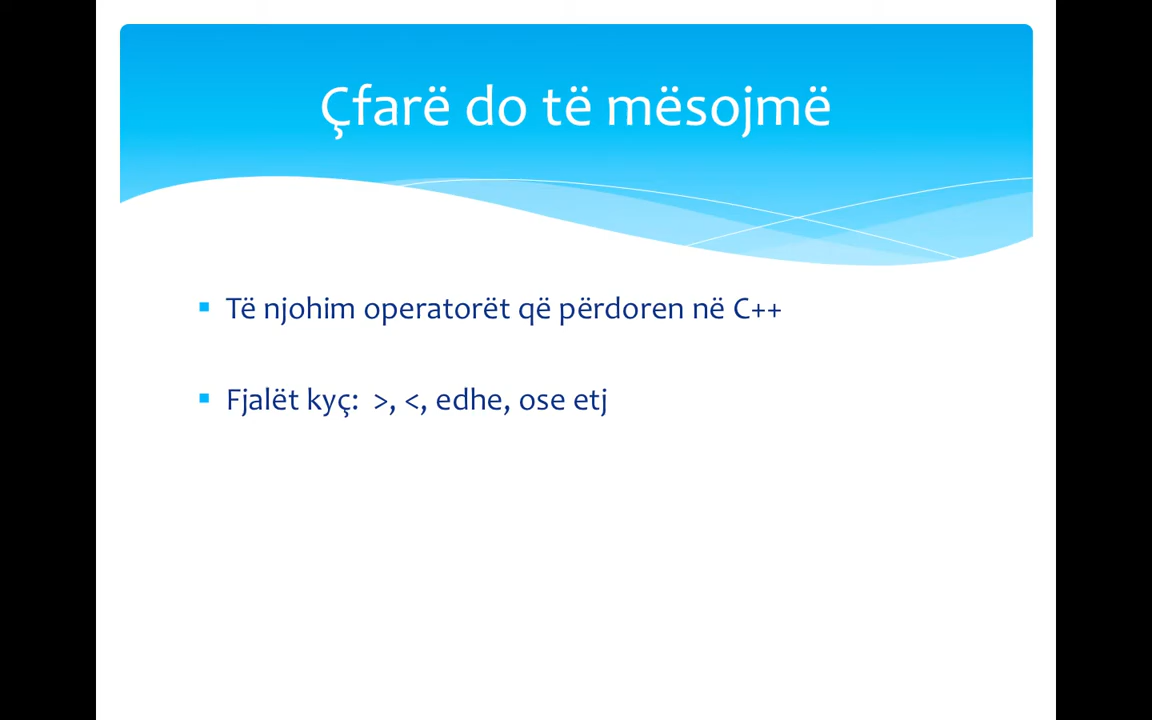 Çfarë do të mësojmë
Të njohim operatorët që përdoren në C++
Fjalët kyç: >, <, edhe, ose etj